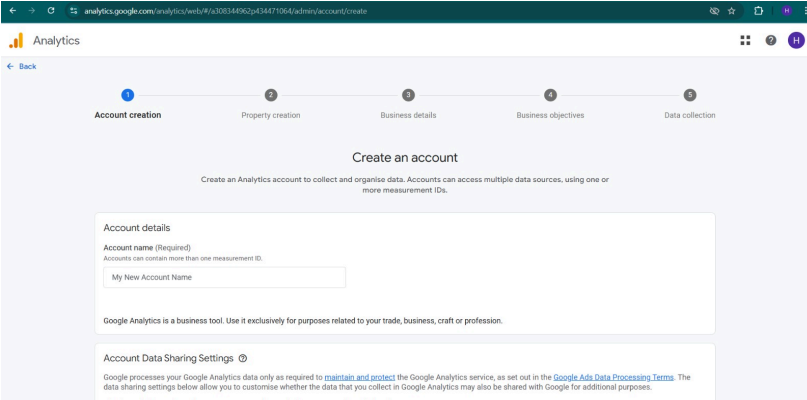 analytics.google.com/analytics/web/#/a308344962p434471064/admin/account/create
H
Analytics
H
Back
1 2 3 4 5
Account creation Property creation Business details Business objectives Data collection
Create an account
Create an Analytics account to collect and organise data. Accounts can access multiple data sources, using one or
more measurement IDs.
Account details
Account name (Required)
Accounts can contain more than one measurement ID.
My New Account Name
Google Analytics is a business tool. Use it exclusively for purposes related to your trade, business, craft or profession.
Account Data Sharing Settings
Google processes your Google Analytics data only as required to maintain and protect the Google Analytics service, as set out in the Google Ads Data Processing Terms. The
data sharing settings below allow you to customise whether the data that you collect in Google Analytics may also be shared with Google for additional purposes.